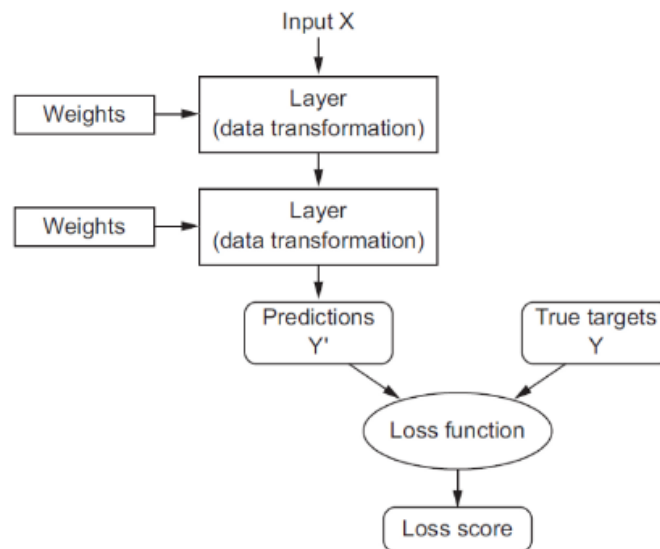 Input X
Weights
Layer
(data transformation)
Weights
Layer
(data transformation)
Predictions
Y'
True targets
Y
Loss function
Loss score